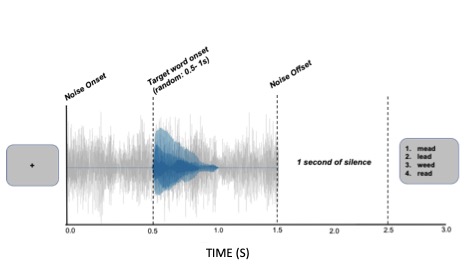 Noise Onset
Target word onset
(random: 0.5- 1s)
Noise Offset
+
1 second of silence
1. mead
2. lead
3. weed
4. read
0.0 0.5 1.0 1.5 2.0 2.5 3.0
TIME (S)